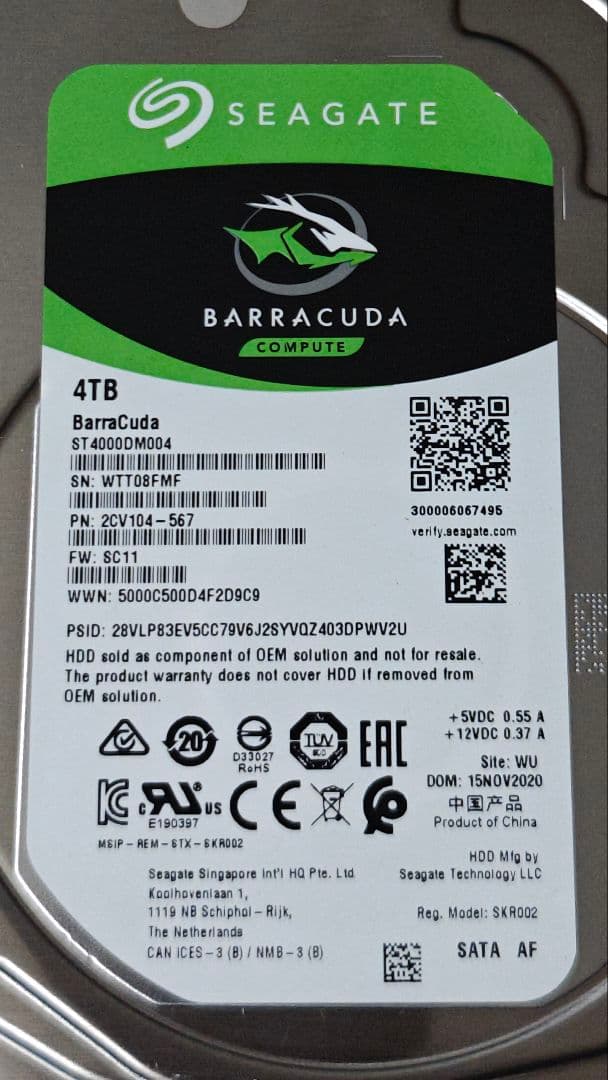 SEAGATE
BARRACUDA
COMPUTE
4TB
BarraCuda
ST4000DM004
SN: WTT08FMF
PN: 2CV104-567
FW: SC11
WWN: 5000C500D4F2D9C9
300006067495
verify.seagate.com
PSID: 28VLP83EV5CC79V6J2SYVQZ403DPWV2U
HDD sold as component of OEM solution and not for resale.
The product warranty does not cover HDD if removed from
OEM solution.
20
D33027
RoHS
TÜV
EAC
+5VDC 0.55 A
+12VDC 0.37 A
Site: WU
DOM: 15NOV2020
中国产品
Product of China
c RU ® US
E190397
CE
MSIP-REM-STX-SKR002
HDD Mfg by
Seagate Technology LLC
Seagate Singapore Int'l HQ Pte. Ltd
Koolhovenlaan 1,
1119 NB Schiphol-Rijk,
The Netherlands
CAN ICES-3 (B) / NMB-3 (B)
Reg. Model: SKR002
SATA AF